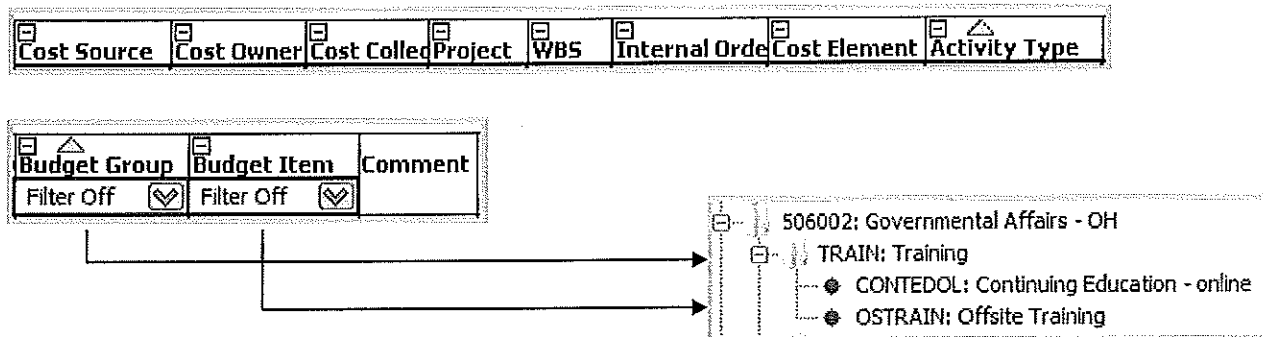 Cost Source Cost Owner Cost Collec Project WBS Internal Orde Cost Element Activity Type
Budget Group Budget Item Comment
Filter Off Filter Off
506002: Governmental Affairs - OH
TRAIN: Training
CONTEDOL: Continuing Education - online
OSTRAIN: Offsite Training